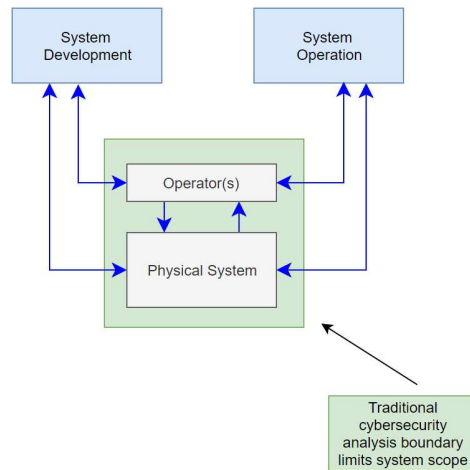 System
Development
System
Operation
Operator(s)
Physical System
Traditional
cybersecurity
analysis boundary
limits system scope